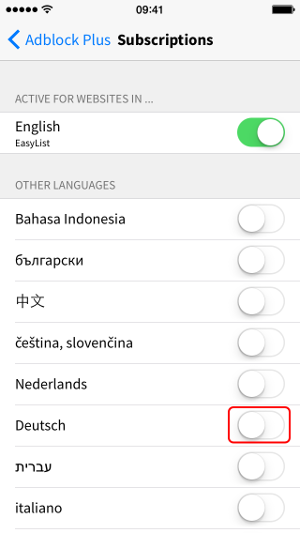 09:41
Adblock Plus Subscriptions
ACTIVE FOR WEBSITES IN ...
English
EasyList
OTHER LANGUAGES
Bahasa Indonesia
български
中文
čeština, slovenčina
Nederlands
Deutsch
עברית
italiano